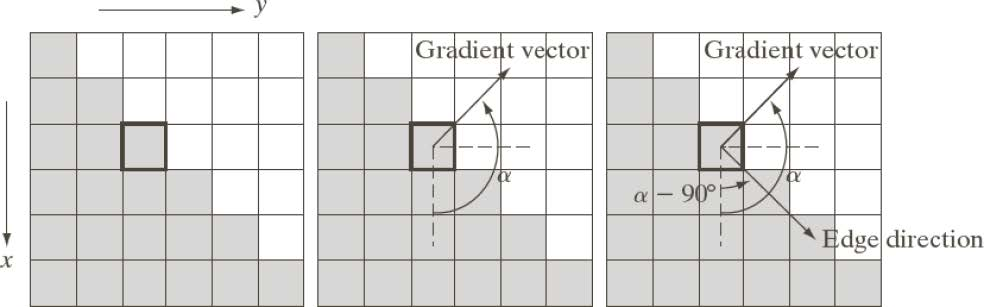 y
x
Gradient vector
α
Gradient vector
α
α − 90°
Edge direction